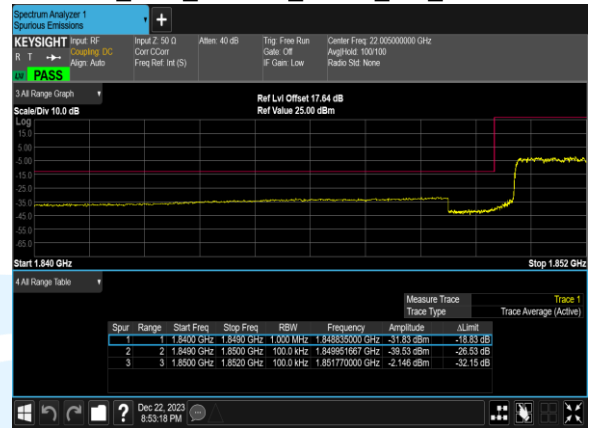 Spectrum Analyzer 1
Spurious Emissions
+
KEYSIGHT Input: RF Input Z: 50 Ω Atten: 40 dB Trig: Free Run Center Freq: 22.005000000 GHz
R T Coupling: DC Corr CCorr Gate: Off Avg|Hold: 100/100
Align: Auto Freq Ref: Int (S) IF Gain: Low Radio Std: None
LXI PASS
3 All Range Graph
Ref Lvl Offset 17.64 dB
Scale/Div 10.0 dB Ref Value 25.00 dBm
Log
15.0
5.00
-5.00
-15.0
-25.0
-35.0
-45.0
-55.0
-65.0
Start 1.840 GHz Stop 1.852 GHz
4 All Range Table
Measure Trace Trace 1
Trace Type Trace Average (Active)
Spur Range Start Freq Stop Freq RBW Frequency Amplitude ΔLimit
1 1 1.8400 GHz 1.8490 GHz 1.000 MHz 1.848835000 GHz -31.83 dBm -18.83 dB
2 2 1.8490 GHz 1.8500 GHz 100.0 kHz 1.849951667 GHz -39.53 dBm -26.53 dB
3 3 1.8500 GHz 1.8520 GHz 100.0 kHz 1.851770000 GHz -2.146 dBm -32.15 dB
? Dec 22, 2023
8:53:18 PM